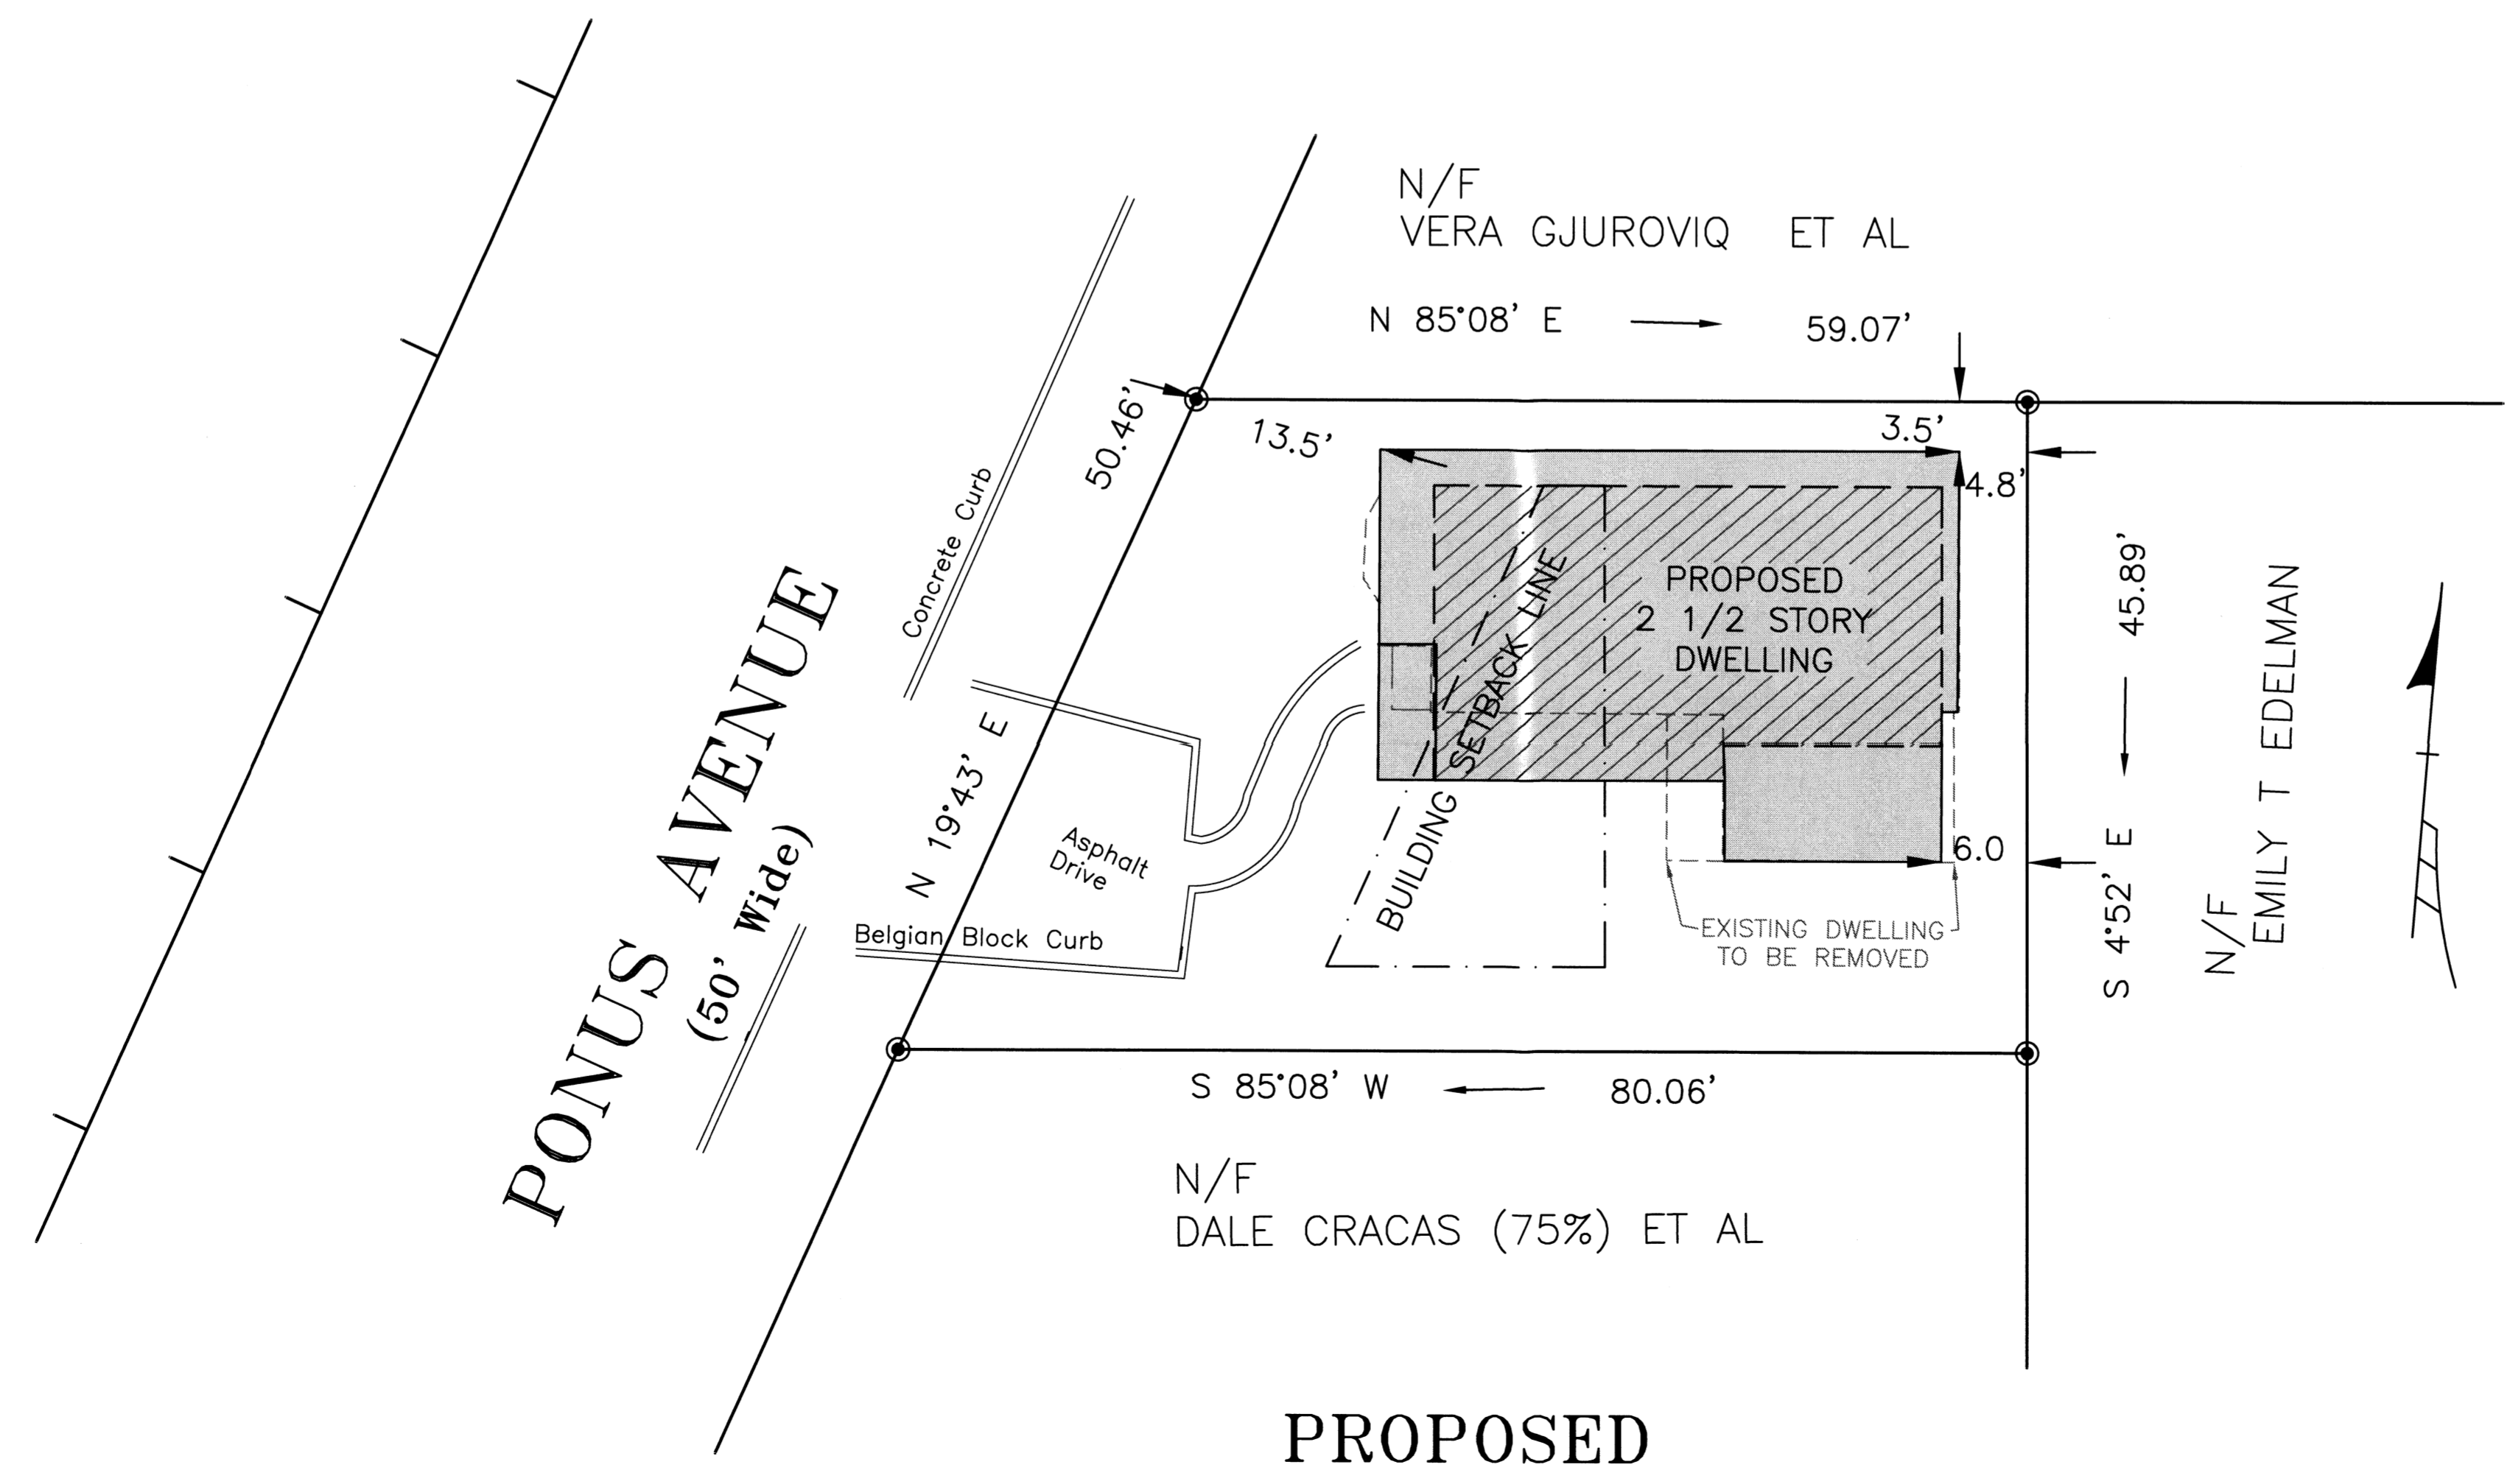 N/F
VERA GJUROVIQ ET AL
N 85°08' E
59.07'
50.46'
13.5'
3.5'
4.8'
Concrete Curb
45.89'
S 4°52' E
N/F
EMILY T EDELMAN
PROPOSED
2 1/2 STORY
DWELLING
BUILDING SETBACK LINE
PONUS AVENUE
(50' Wide)
N 19°43' E
Asphalt
Drive
6.0
Belgian Block Curb
EXISTING DWELLING
TO BE REMOVED
S 85°08' W
80.06'
N/F
DALE CRACAS (75%) ET AL
PROPOSED